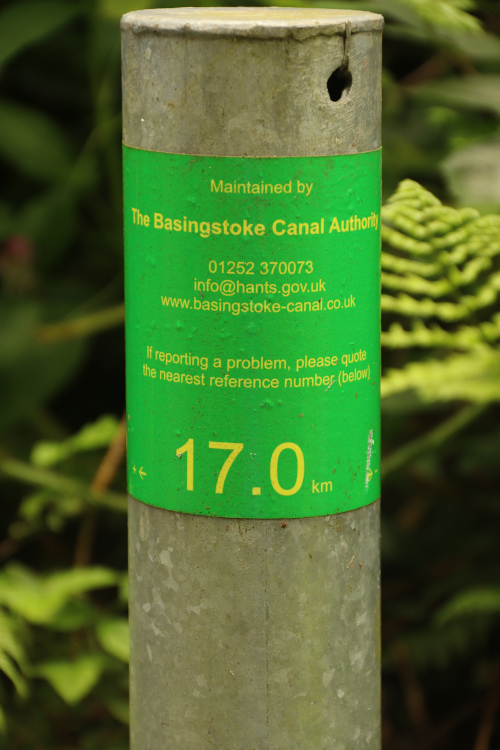 Maintained by
The Basingstoke Canal Authority
01252 370073
info@hants.gov.uk
www.basingstoke-canal.co.uk
If reporting a problem, please quote
the nearest reference number (below)
+ ← 17.0 km -